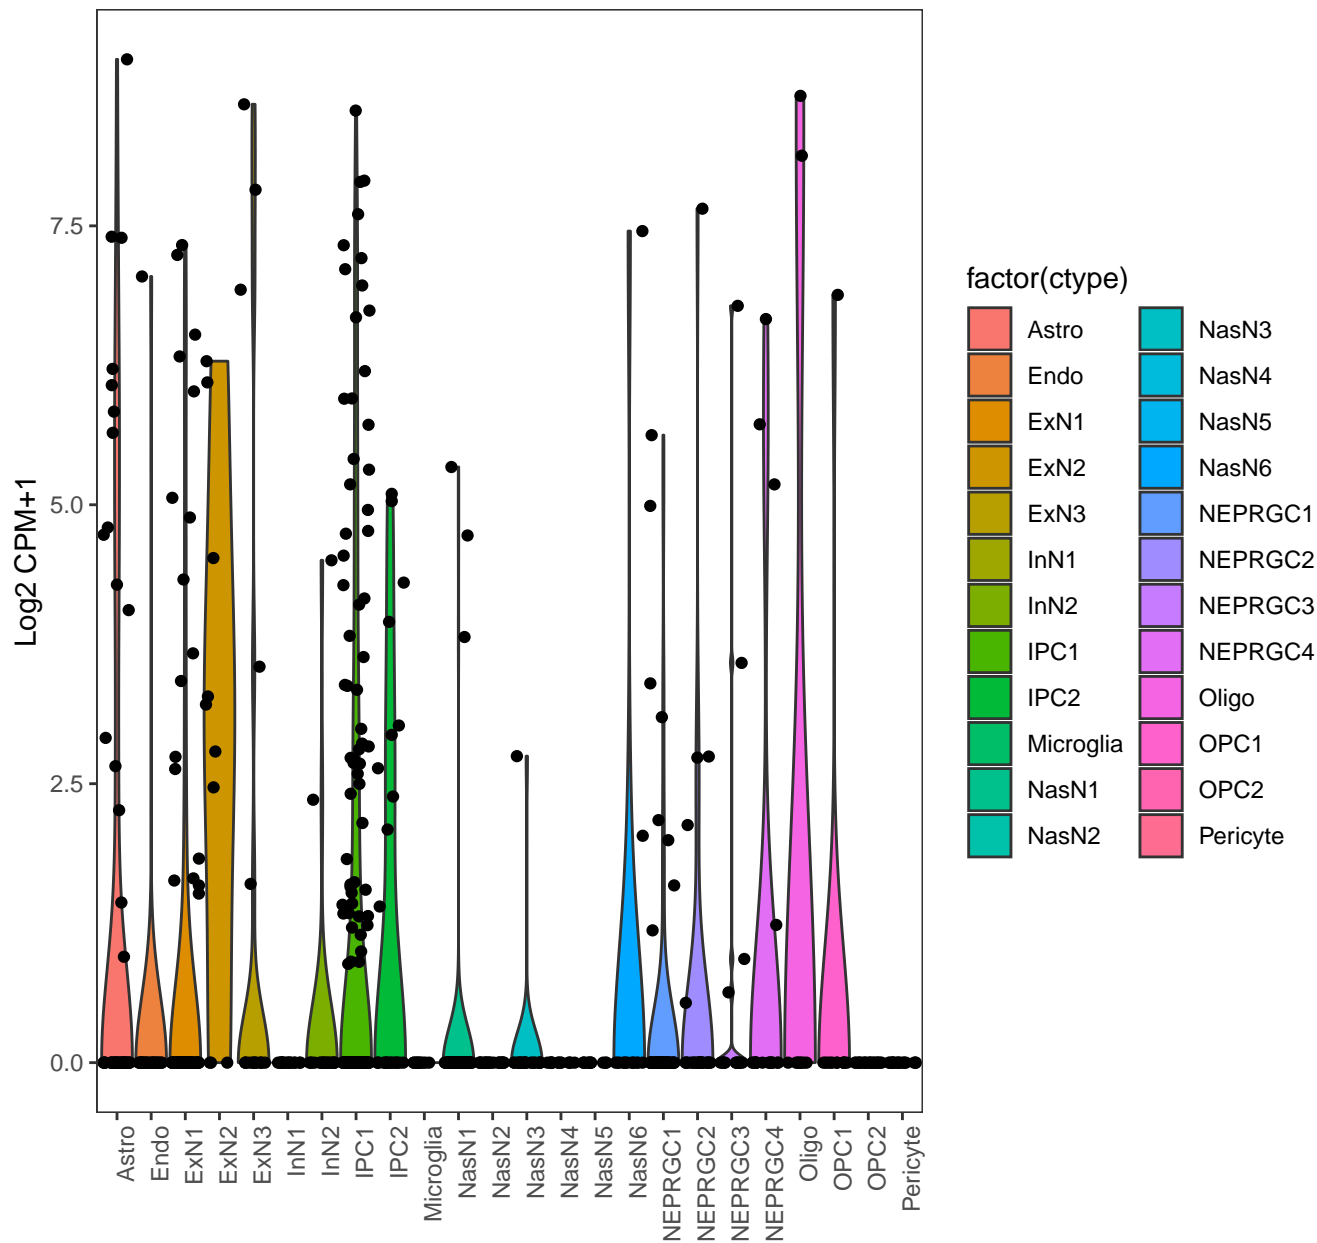 Log2 CPM+1
7.5
5.0
2.5
0.0
Astro
Endo
ExN1
ExN2
ExN3
InN1
InN2
IPC1
IPC2
Microglia
NasN1
NasN2
NasN3
NasN4
NasN5
NasN6
NEPRGC1
NEPRGC2
NEPRGC3
NEPRGC4
Oligo
OPC1
OPC2
Pericyte
factor(ctype)
Astro
Endo
ExN1
ExN2
ExN3
InN1
InN2
IPC1
IPC2
Microglia
NasN1
NasN2
NasN3
NasN4
NasN5
NasN6
NEPRGC1
NEPRGC2
NEPRGC3
NEPRGC4
Oligo
OPC1
OPC2
Pericyte